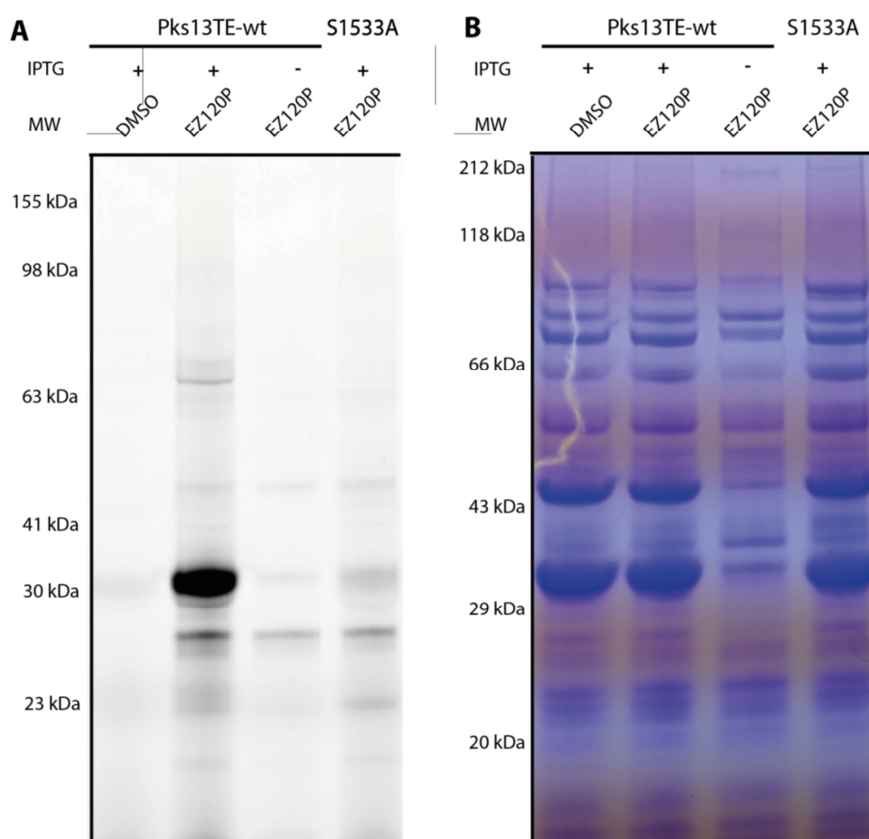 A
Pks13TE-wt S1533A
IPTG + + - +
MW DMSO EZ120P EZ120P EZ120P
155 kDa
98 kDa
63 kDa
41 kDa
30 kDa
23 kDa
B
Pks13TE-wt S1533A
IPTG + + - +
MW DMSO EZ120P EZ120P EZ120P
212 kDa
118 kDa
66 kDa
43 kDa
29 kDa
20 kDa